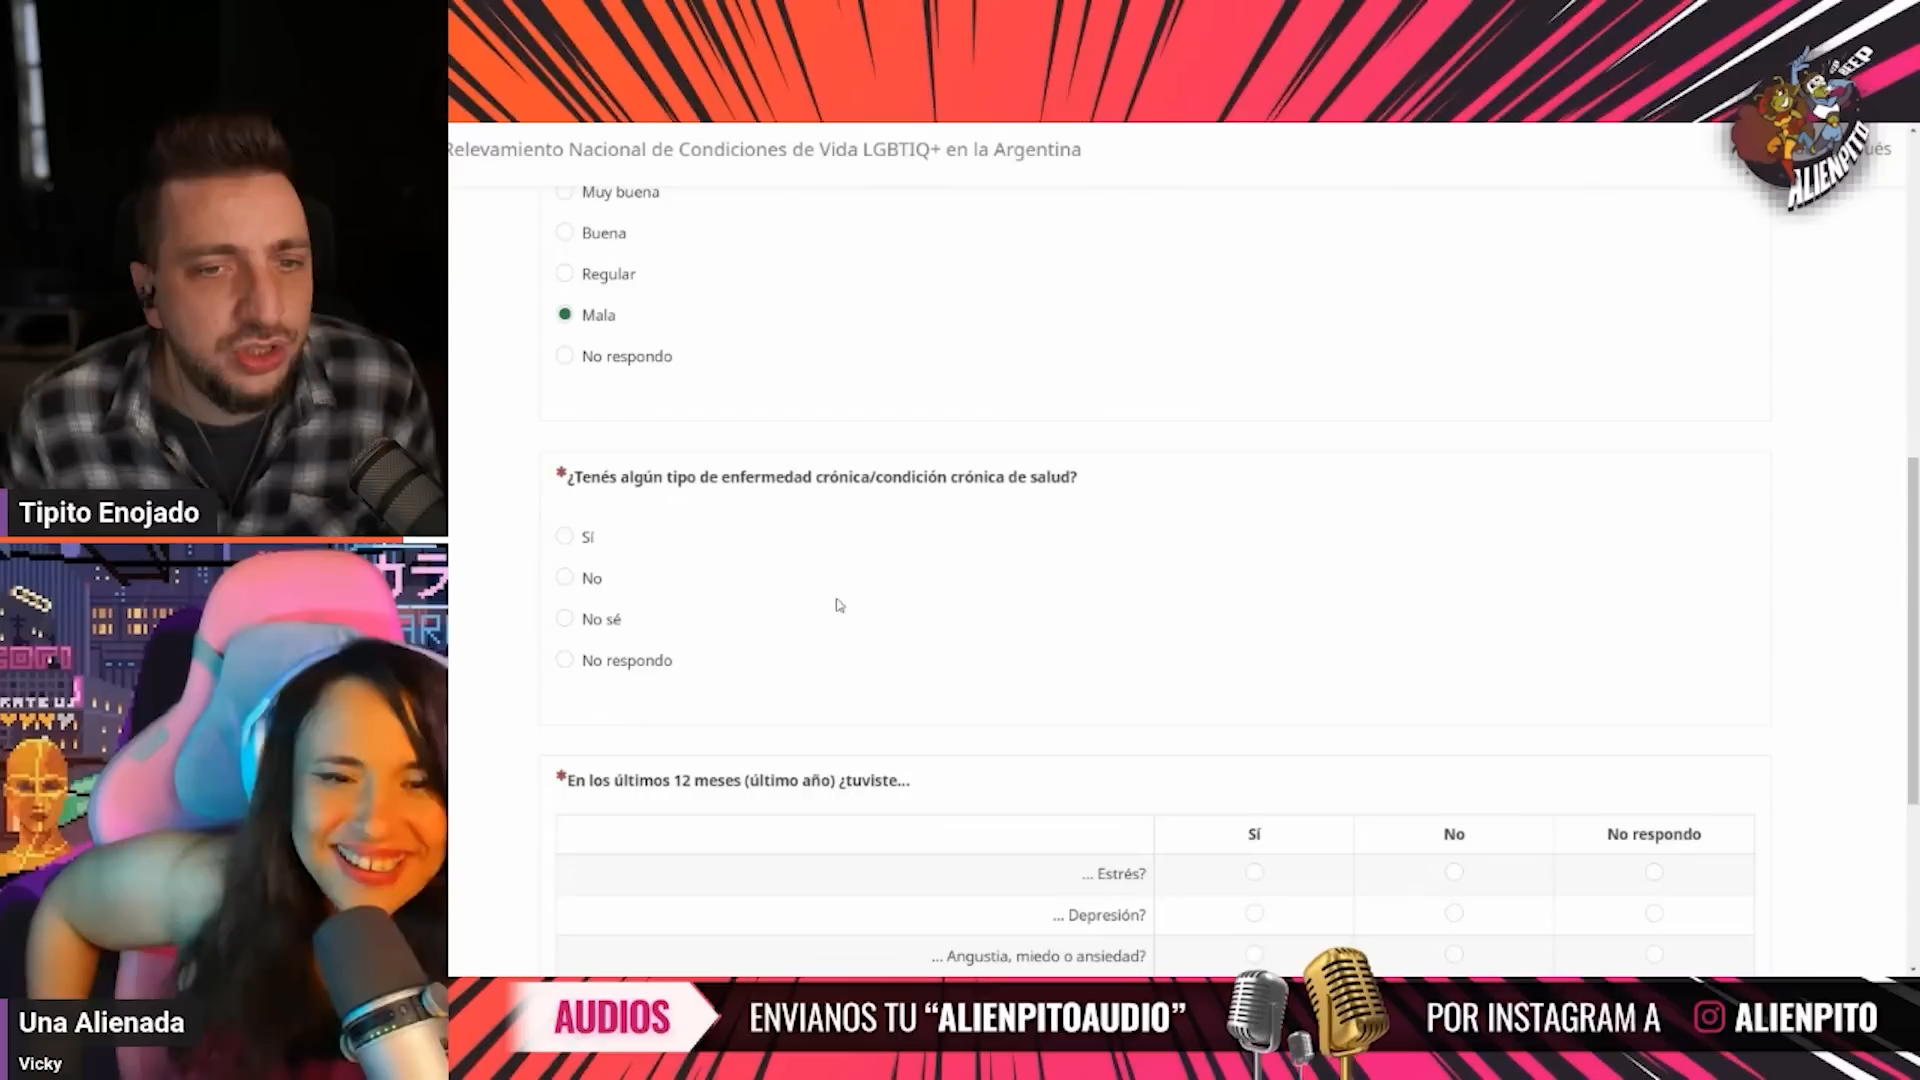 Relevamiento Nacional de Condiciones de Vida LGBTIQ+ en la Argentina
Muy buena
Buena
Regular
Mala
No respondo
*¿Tenés algún tipo de enfermedad crónica/condición crónica de salud?
Sí
No
No sé
No respondo
*En los últimos 12 meses (último año) ¿tuviste...
Sí No No respondo
... Estrés?
... Depresión?
... Angustia, miedo o ansiedad?
BEEP
ALIENPITO
Tipito Enojado
Una Alienada
Vicky
AUDIOS
ENVIANOS TU “ALIENPITOAUDIO”
POR INSTAGRAM A
ALIENPITO